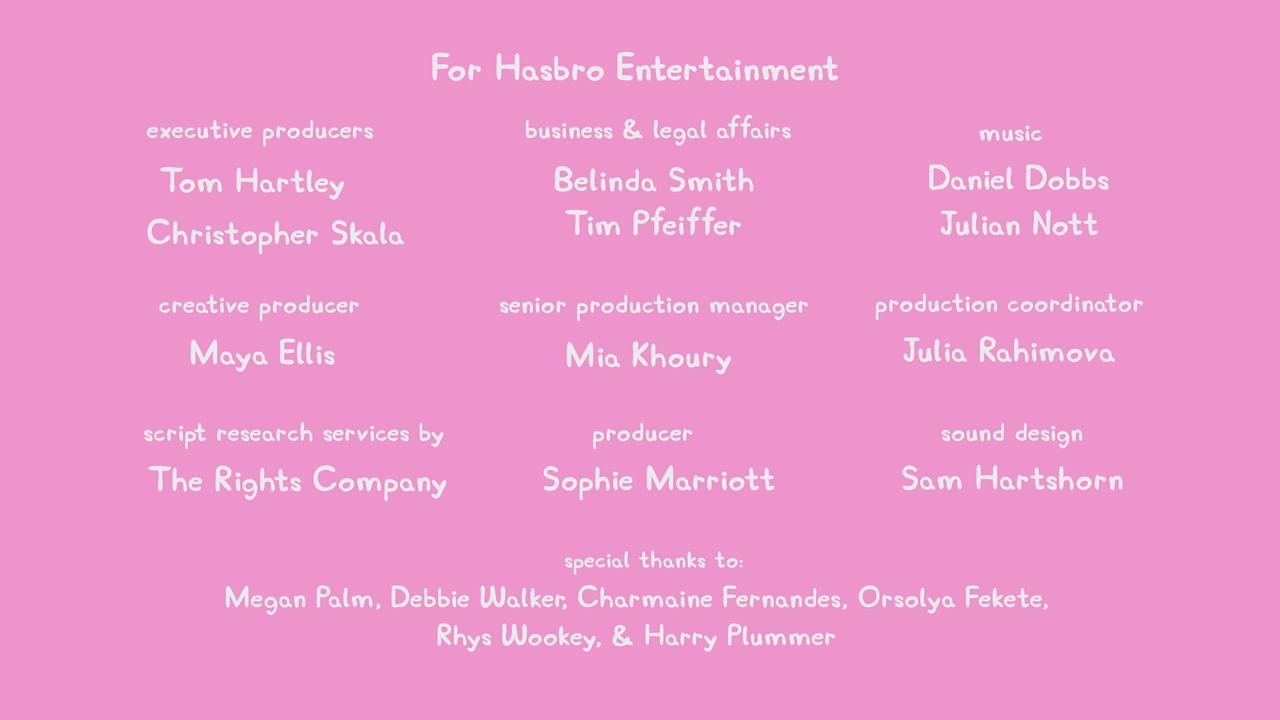 For Hasbro Entertainment
executive producers
Tom Hartley
Christopher Skala
business & legal affairs
Belinda Smith
Tim Pfeiffer
music
Daniel Dobbs
Julian Nott
creative producer
Maya Ellis
senior production manager
Mia Khoury
production coordinator
Julia Rahimova
script research services by
The Rights Company
producer
Sophie Marriott
sound design
Sam Hartshorn
special thanks to:
Megan Palm, Debbie Walker, Charmaine Fernandes, Orsolya Fekete,
Rhys Wookey, & Harry Plummer